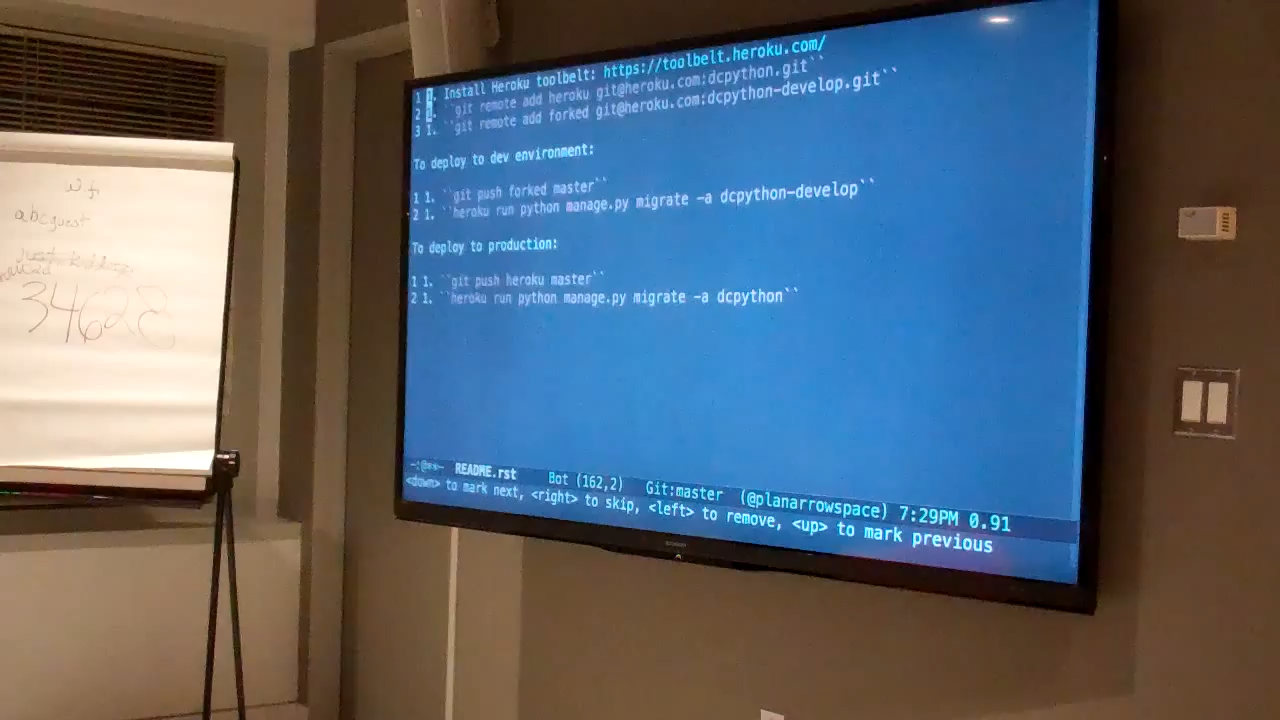 wfi
abcguest
34628
1 1. Install Heroku toolbelt: https://toolbelt.heroku.com/
2 1. ``git remote add heroku git@heroku.com:dcpython.git``
3 1. ``git remote add forked git@heroku.com:dcpython-develop.git``
To deploy to dev environment:
1 1. ``git push forked master``
2 1. ``heroku run python manage.py migrate -a dcpython-develop``
To deploy to production:
1 1. ``git push heroku master``
2 1. ``heroku run python manage.py migrate -a dcpython``
README.rst Bot (162,2) Git:master (@planarrowspace) 7:29PM 0.91
<down> to mark next, <right> to skip, <left> to remove, <up> to mark previous